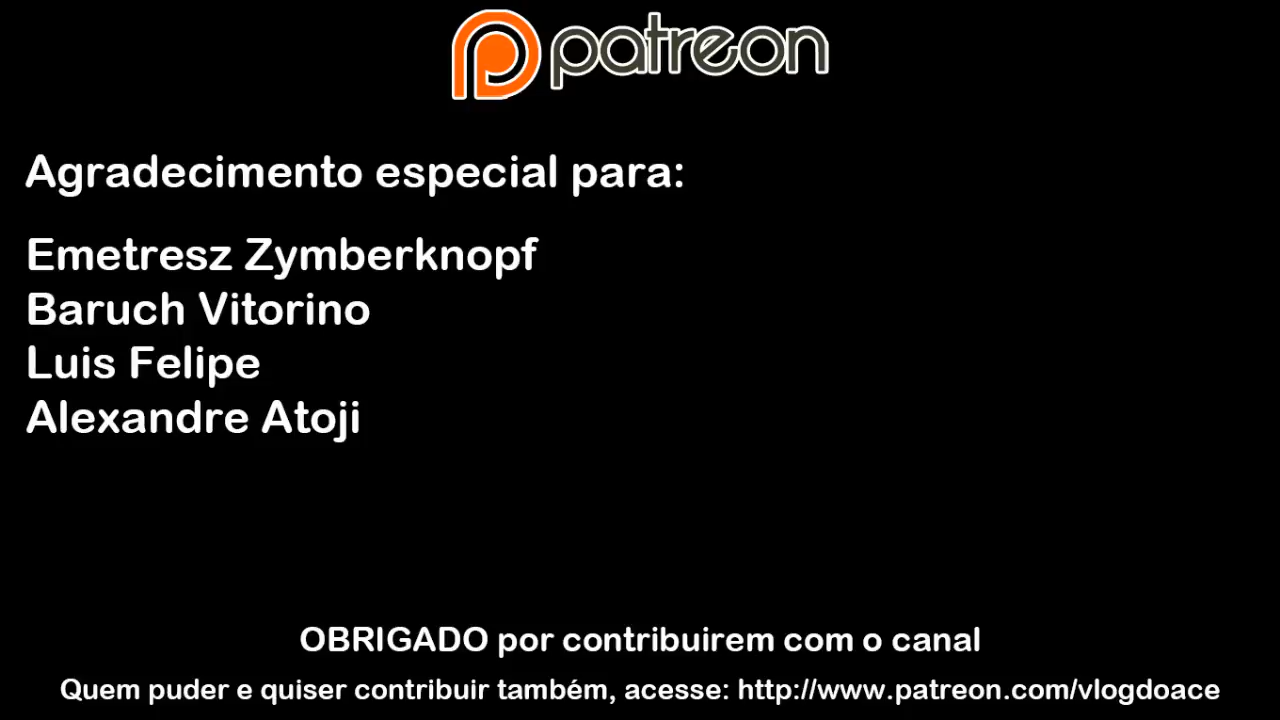 patreon
Agradecimento especial para:
Emetresz Zymberknopf
Baruch Vitorino
Luis Felipe
Alexandre Atoji
OBRIGADO por contribuirem com o canal
Quem puder e quiser contribuir também, acesse: http://www.patreon.com/vlogdoace